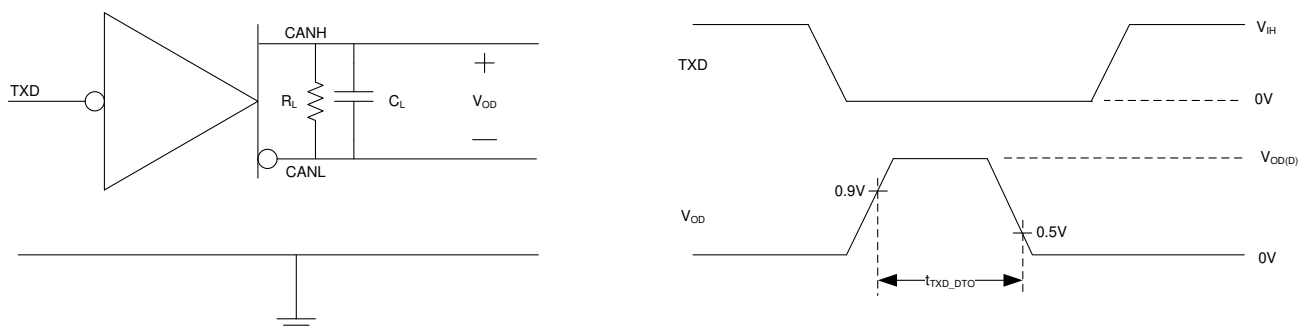 CANH
TXD
RL
CL
+
VOD
—
CANL
TXD
VIH
0V
VOD(D)
0.9V
VOD
0.5V
0V
tTXD_DTO